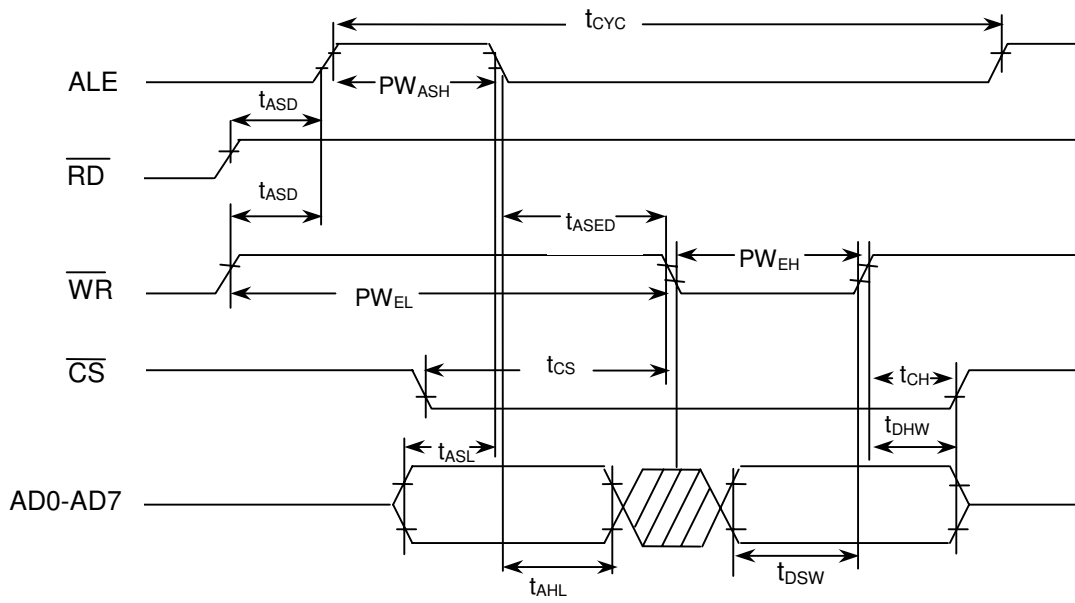 tCYC
ALE
PWASH
tASD
RD
tASD
tASED
WR
PWEH
PWEL
CS
tCS
tCH
tDHW
tASL
AD0-AD7
tAHL
tDSW